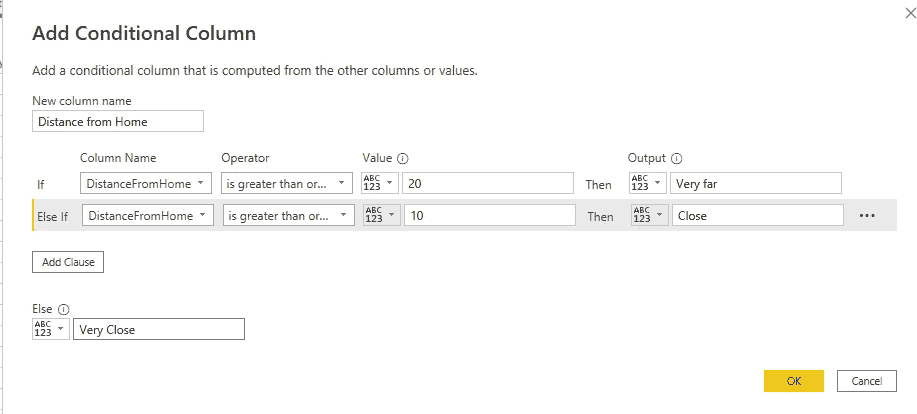 Add Conditional Column
Add a conditional column that is computed from the other columns or values.
New column name
Distance from Home
Column Name Operator Value Output
If DistanceFromHome is greater than or... ABC 123 20 Then ABC 123 Very far
Else If DistanceFromHome is greater than or... ABC 123 10 Then ABC 123 Close ...
Add Clause
Else
ABC 123 Very Close
OK Cancel